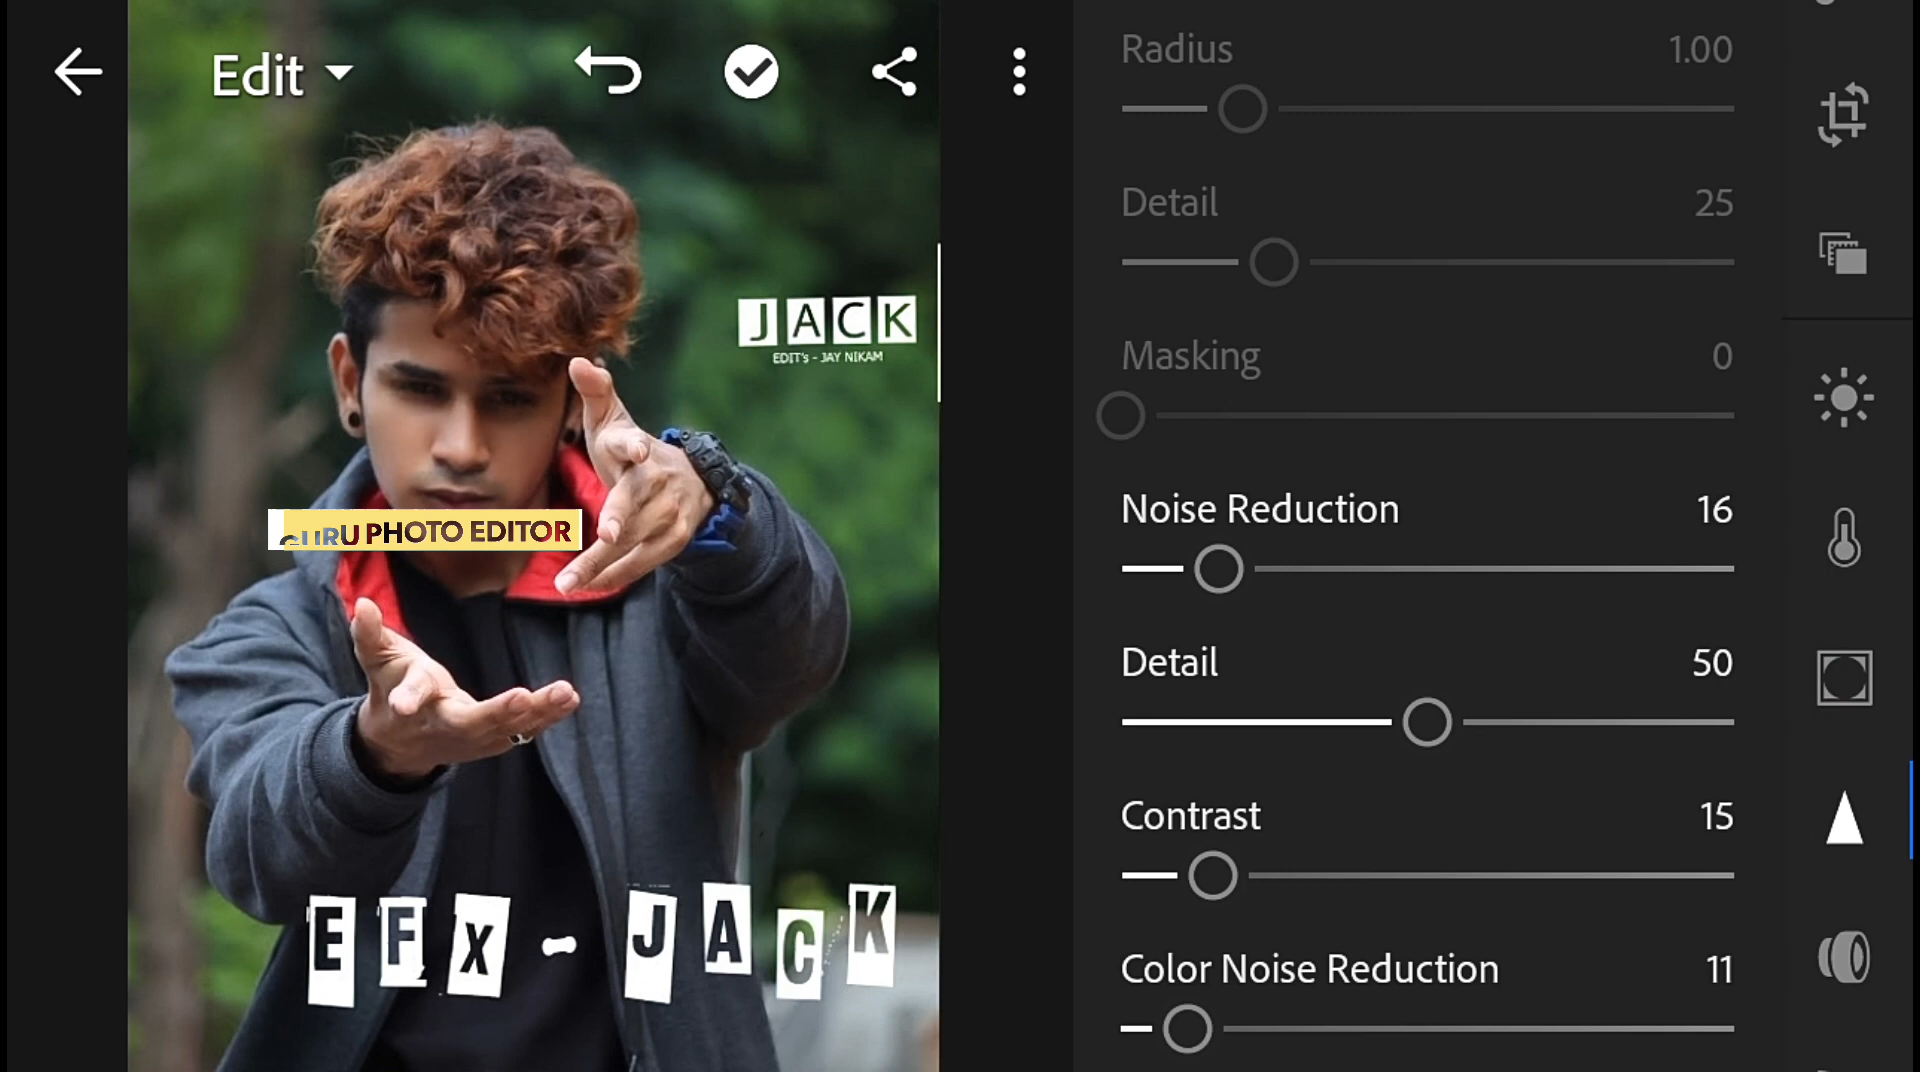 Edit
JACK
EDIT's - JAY NIKAM
GURU PHOTO EDITOR
EFX - JACK
Radius 1.00
Detail 25
Masking 0
Noise Reduction 16
Detail 50
Contrast 15
Color Noise Reduction 11